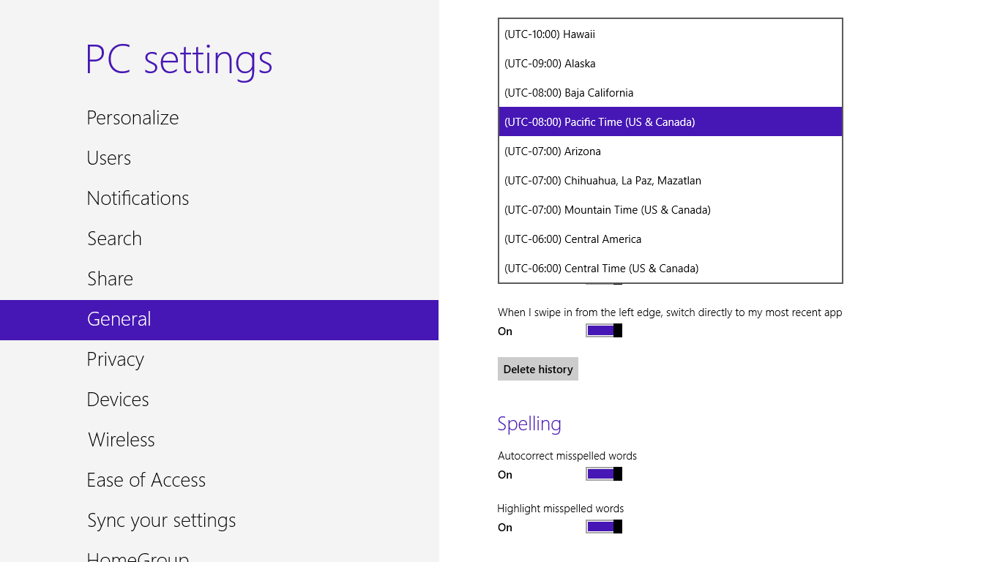 PC settings
Personalize
Users
Notifications
Search
Share
General
Privacy
Devices
Wireless
Ease of Access
Sync your settings
HomeGroup
(UTC-10:00) Hawaii
(UTC-09:00) Alaska
(UTC-08:00) Baja California
(UTC-08:00) Pacific Time (US & Canada)
(UTC-07:00) Arizona
(UTC-07:00) Chihuahua, La Paz, Mazatlan
(UTC-07:00) Mountain Time (US & Canada)
(UTC-06:00) Central America
(UTC-06:00) Central Time (US & Canada)
When I swipe in from the left edge, switch directly to my most recent app
On
Delete history
Spelling
Autocorrect misspelled words
On
Highlight misspelled words
On